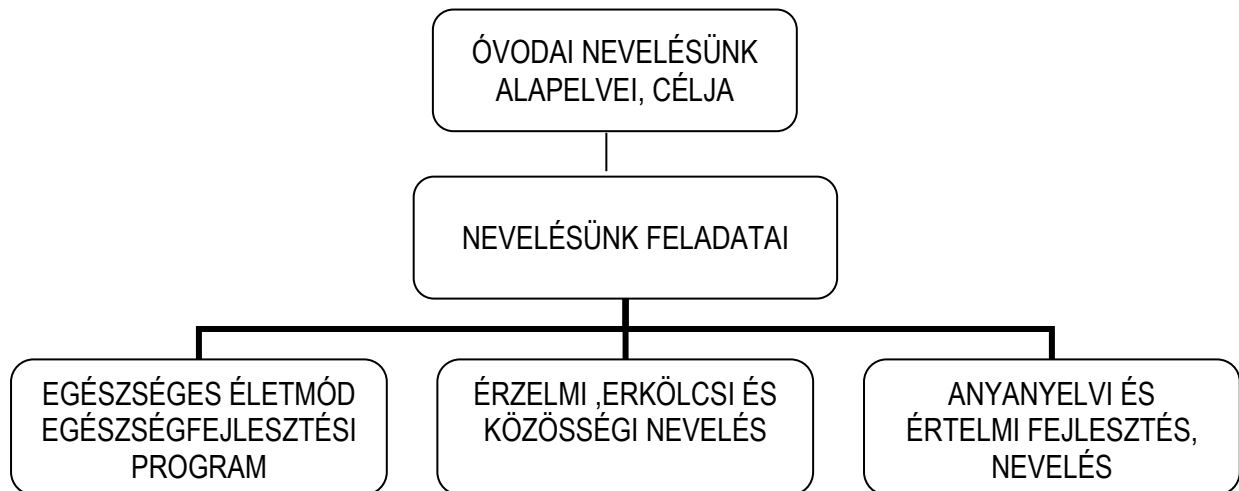 ÓVODAI NEVELÉSÜNK
ALAPELVEI, CÉLJA
NEVELÉSÜNK FELADATAI
EGÉSZSÉGES ÉLETMÓD
EGÉSZSÉGFEJLESZTÉSI
PROGRAM
ÉRZELMI ,ERKÖLCSI ÉS
KÖZÖSSÉGI NEVELÉS
ANYANYELVI ÉS
ÉRTELMI FEJLESZTÉS,
NEVELÉS